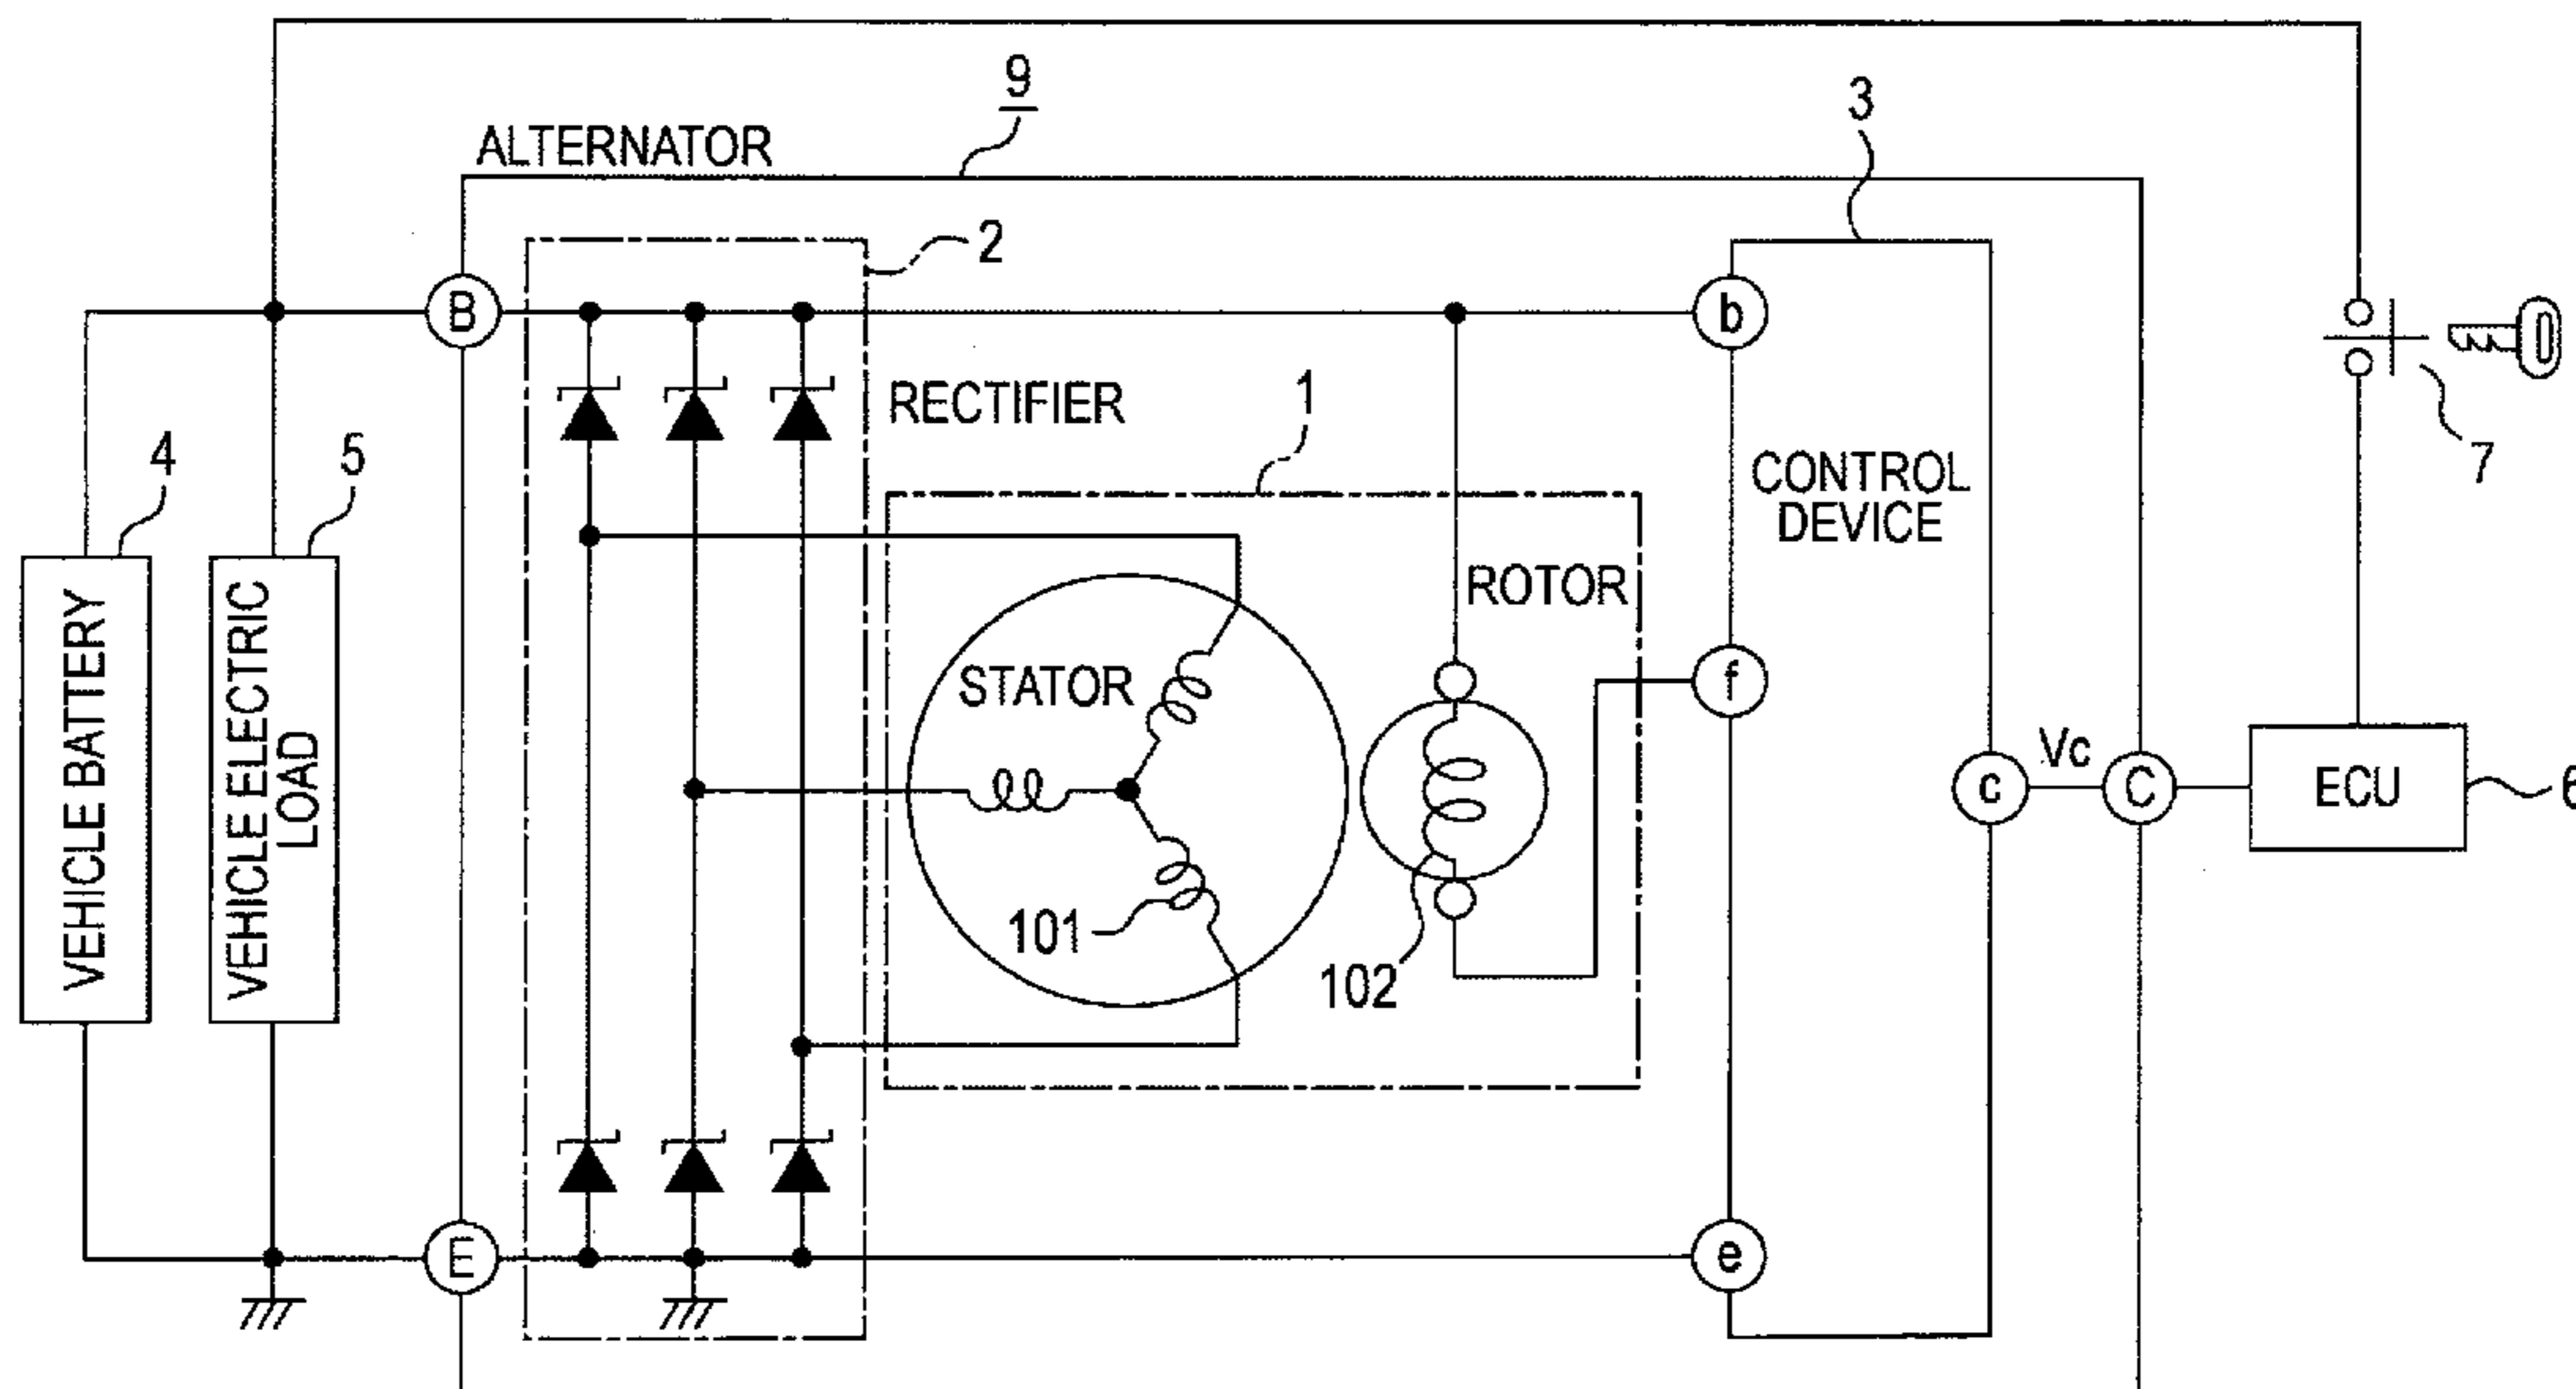 9
ALTERNATOR
3
2
B
b
RECTIFIER
1
7
4
5
CONTROL
DEVICE
ROTOR
STATOR
f
VEHICLE BATTERY
VEHICLE ELECTRIC
LOAD
c
Vc
C
ECU
6
101
102
E
e